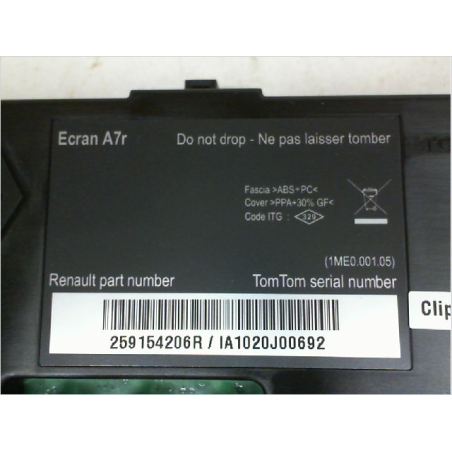 Ecran A7r Do not drop - Ne pas laisser tomber
Fascia >ABS+PC<
Cover >PPA+30% GF<
Code ITG : 329
(1ME0.001.05)
Renault part number TomTom serial number
259154206R / IA1020J00692
Clip